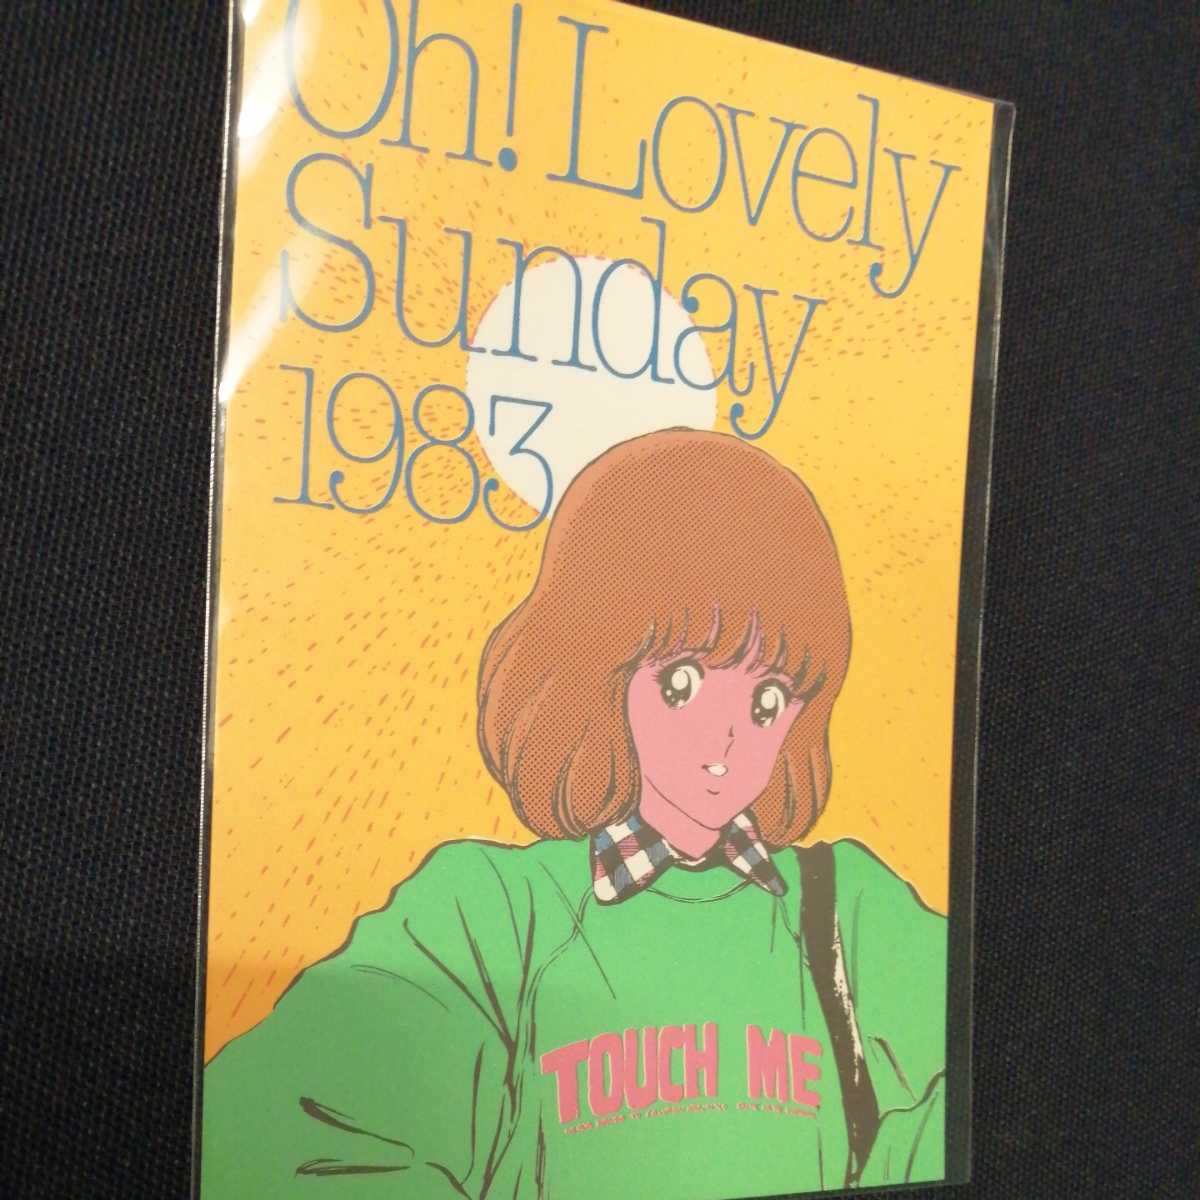 Oh! Lovely
Sunday
1983
TOUCH ME